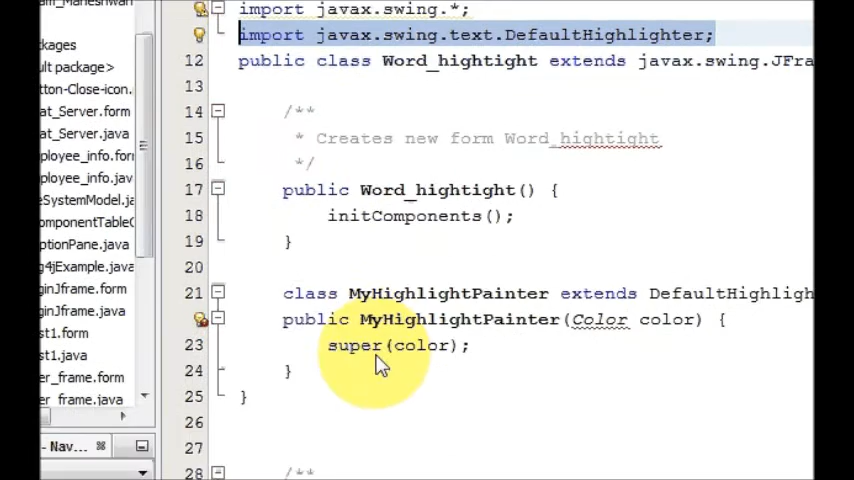 _Maneshwari
import javax.swing.*;
import javax.swing.text.DefaultHighlighter;
12 public class Word_hightight extends javax.swing.JFra
13
14 /**
15 * Creates new form Word_hightight
16 */
17 public Word_hightight() {
18 initComponents();
19 }
20
21 class MyHighlightPainter extends DefaultHighligh
public MyHighlightPainter(Color color) {
23 super(color);
24 }
25 }
26
27
28 /**
ckages
ult package>
tton-Close-icon.
at_Server.form
at_Server.java
ployee_info.for
ployee_info.jav
eSystemModel.ja
omponentTableC
ptionPane.java
g4jExample.java
ginJframe.form
ginJframe.java
st1.form
st1.java
er_frame.form
er_frame.java
- Nav...